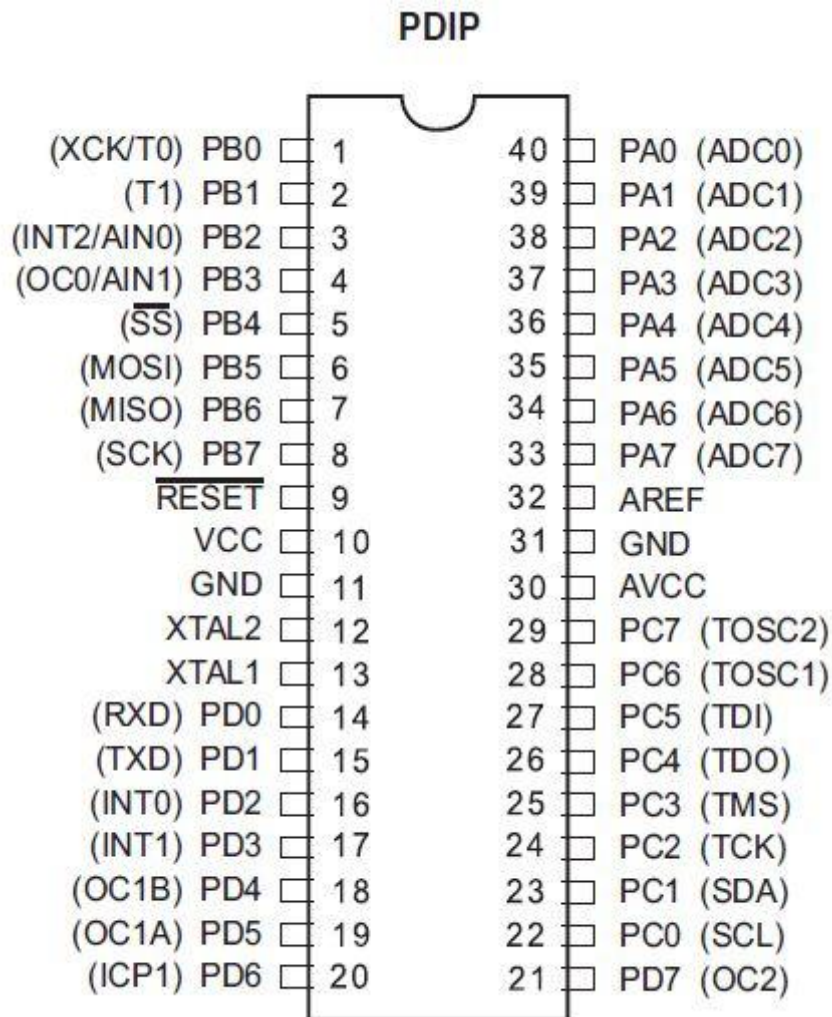 PDIP
(XCK/T0) PB0 1 40 PA0 (ADC0)
(T1) PB1 2 39 PA1 (ADC1)
(INT2/AIN0) PB2 3 38 PA2 (ADC2)
(OC0/AIN1) PB3 4 37 PA3 (ADC3)
(SS) PB4 5 36 PA4 (ADC4)
(MOSI) PB5 6 35 PA5 (ADC5)
(MISO) PB6 7 34 PA6 (ADC6)
(SCK) PB7 8 33 PA7 (ADC7)
RESET 9 32 AREF
VCC 10 31 GND
GND 11 30 AVCC
XTAL2 12 29 PC7 (TOSC2)
XTAL1 13 28 PC6 (TOSC1)
(RXD) PD0 14 27 PC5 (TDI)
(TXD) PD1 15 26 PC4 (TDO)
(INT0) PD2 16 25 PC3 (TMS)
(INT1) PD3 17 24 PC2 (TCK)
(OC1B) PD4 18 23 PC1 (SDA)
(OC1A) PD5 19 22 PC0 (SCL)
(ICP1) PD6 20 21 PD7 (OC2)